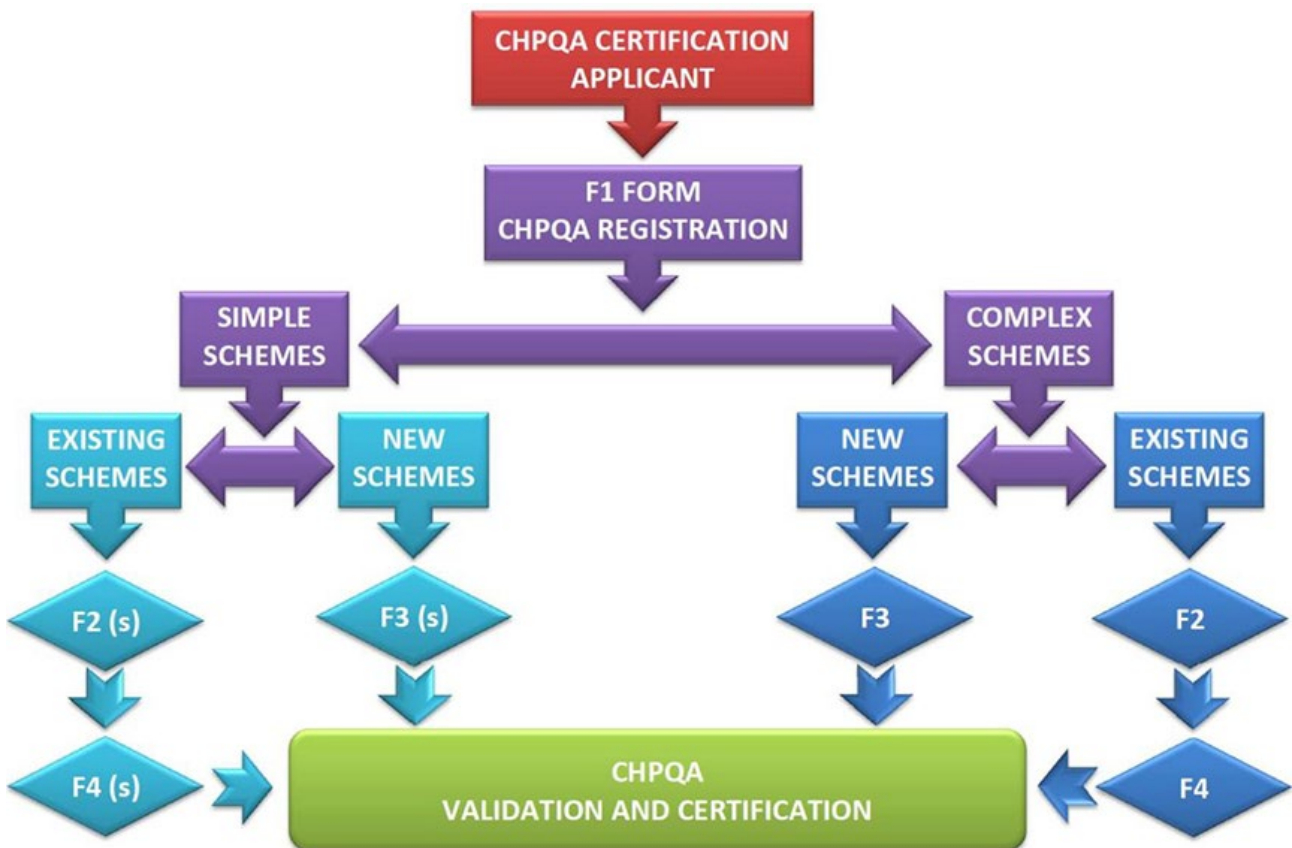 CHPQA CERTIFICATION
APPLICANT
F1 FORM
CHPQA REGISTRATION
SIMPLE
SCHEMES
COMPLEX
SCHEMES
EXISTING
SCHEMES
NEW
SCHEMES
NEW
SCHEMES
EXISTING
SCHEMES
F2 (s)
F3 (s)
F3
F2
F4 (s)
CHPQA
VALIDATION AND CERTIFICATION
F4